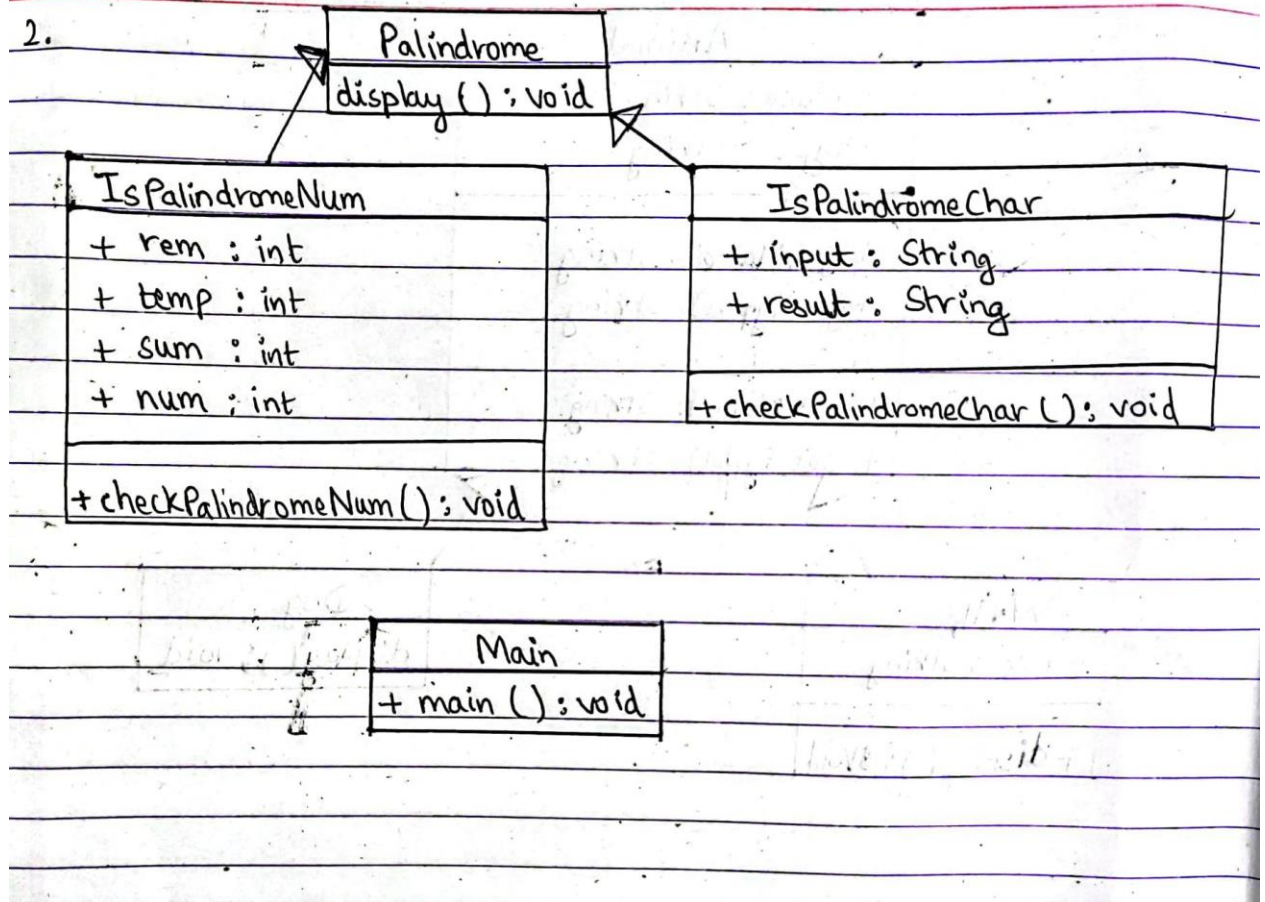 2.
Palindrome
display () : void
IsPalindromeNum
+ rem : int
+ temp : int
+ sum : int
+ num : int
+ checkPalindromeNum () : void
IsPalindromeChar
+ input : String
+ result : String
+ checkPalindromeChar () : void
Main
+ main () : void